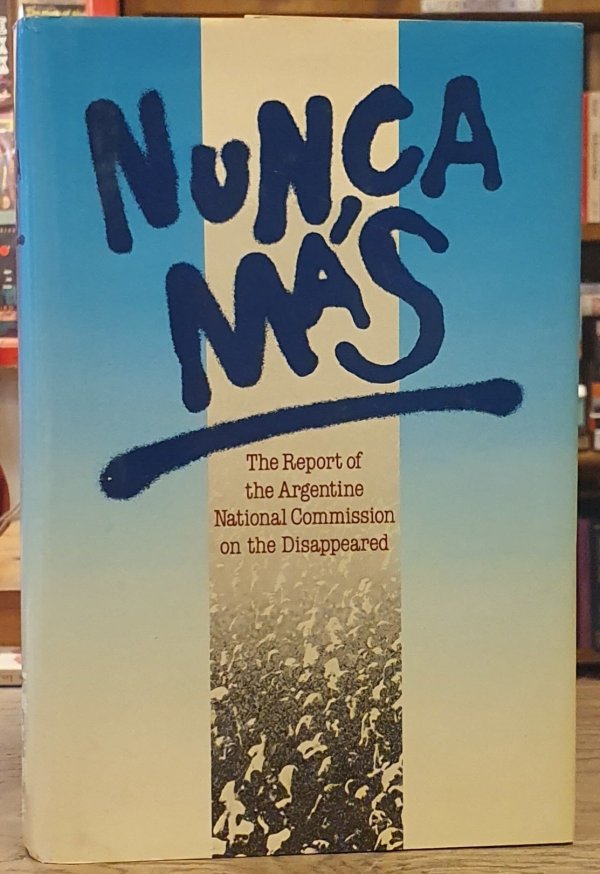 NUNCA
MÁS
The Report of
the Argentine
National Commission
on the Disappeared